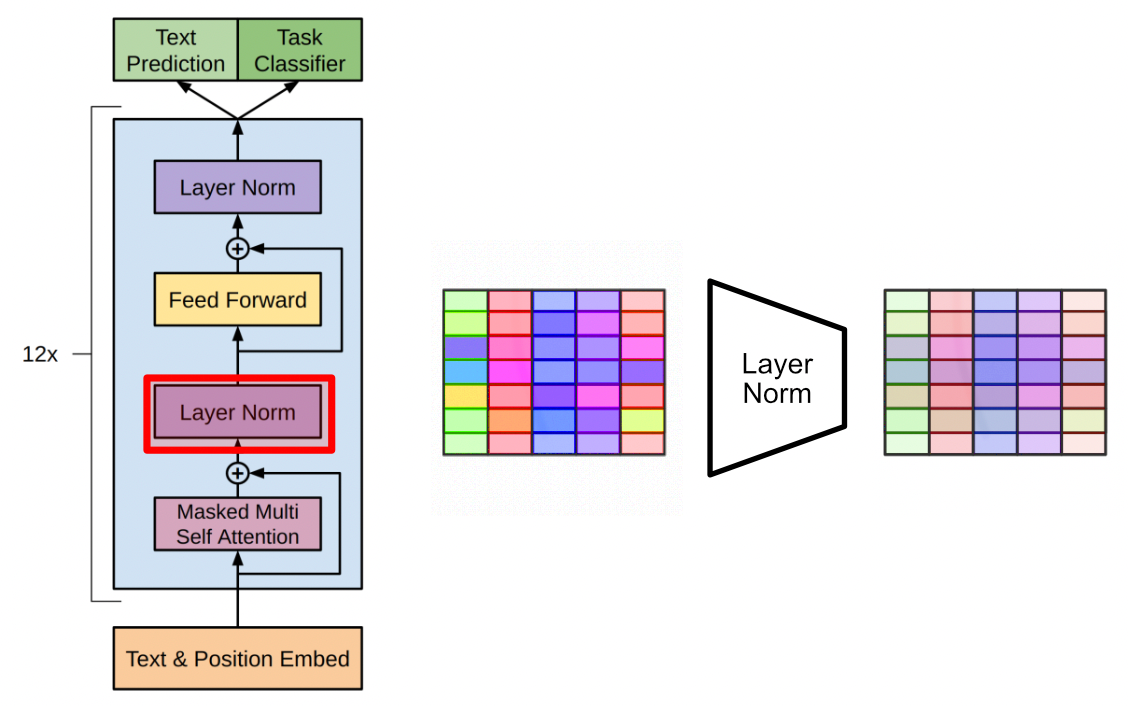 Text
Prediction
Task
Classifier
Layer Norm
Feed Forward
12x
Layer Norm
Masked Multi
Self Attention
Text & Position Embed
Layer
Norm